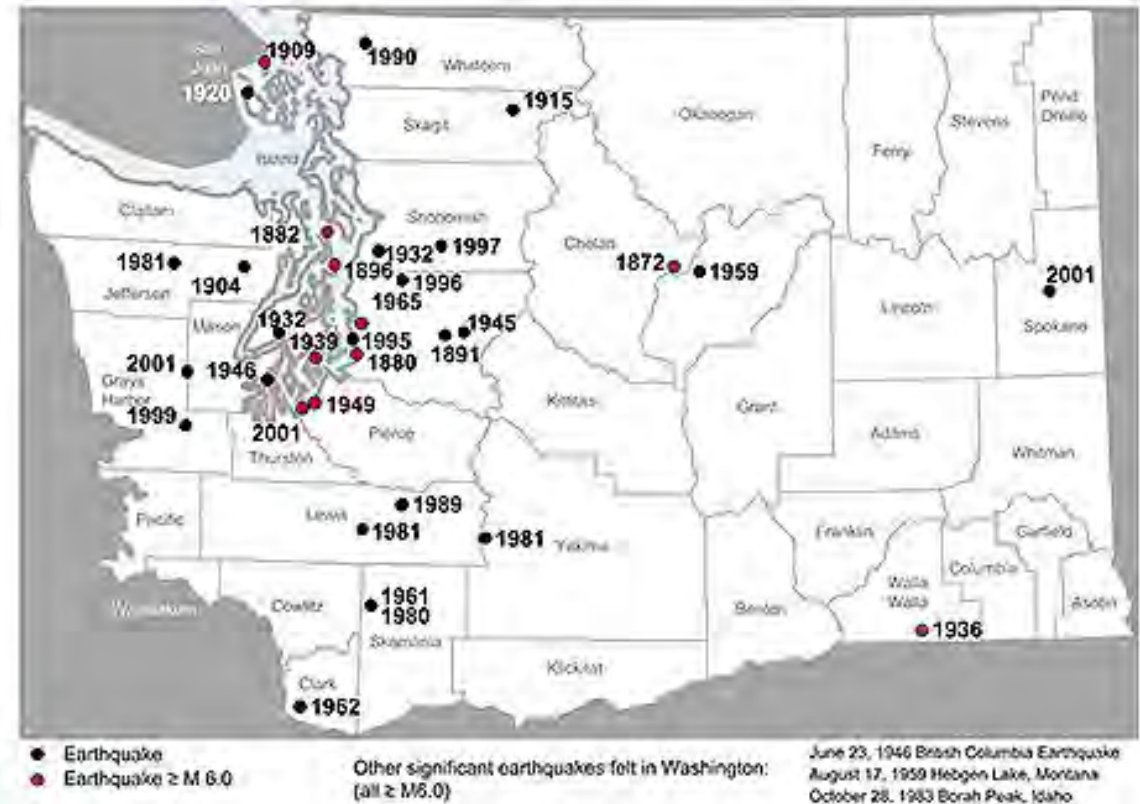 San
Juan
1909
1920
1990
Whatcom
1915
Skagit
Okanogan
Ferry
Stevens
Pend
Oreille
Island
Clallam
1882
Snohomish
1932
1997
Chelan
1872
1959
2001
1981
1904
1896
1996
1965
Jefferson
Lincoln
Spokane
Mason
1932
1939
1995
1880
1945
1891
2001
1946
Grays
Harbor
1999
1949
2001
Thurston
Pierce
Kittitas
Grant
Adams
Whitman
Pacific
Lewis
1989
1981
1981
Yakima
Franklin
Garfield
Columbia
Walla
Walla
Asotin
1936
Benton
Wahkiakum
Cowlitz
1961
1980
Skamania
Klickitat
Clark
1962
Earthquake
Earthquake ≥ M 6.0
Other significant earthquakes felt in Washington:
(all ≥ M6.0)
June 23, 1946 British Columbia Earthquake
August 17, 1959 Hebgen Lake, Montana
October 28, 1983 Borah Peak, Idaho